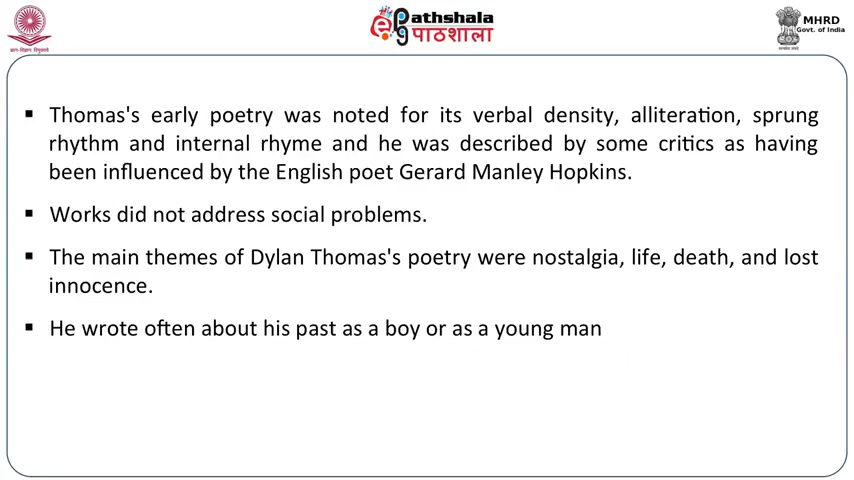 ज्ञान-विज्ञान विमुक्तये
ePgathshala
पाठशाला
MHRD
Govt. of India
▪ Thomas's early poetry was noted for its verbal density, alliteration, sprung
rhythm and internal rhyme and he was described by some critics as having
been influenced by the English poet Gerard Manley Hopkins.
▪ Works did not address social problems.
▪ The main themes of Dylan Thomas's poetry were nostalgia, life, death, and lost
innocence.
▪ He wrote often about his past as a boy or as a young man